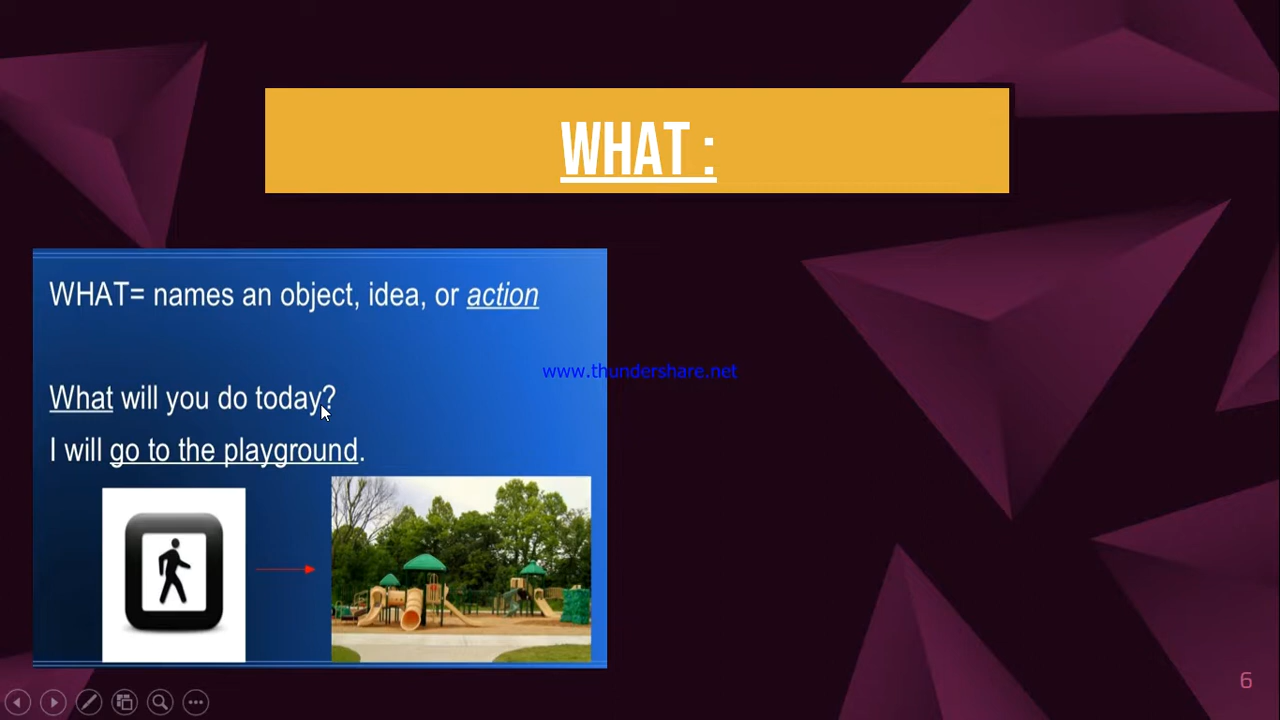 WHAT :
WHAT= names an object, idea, or action
www.thundershare.net
What will you do today?
I will go to the playground.
6